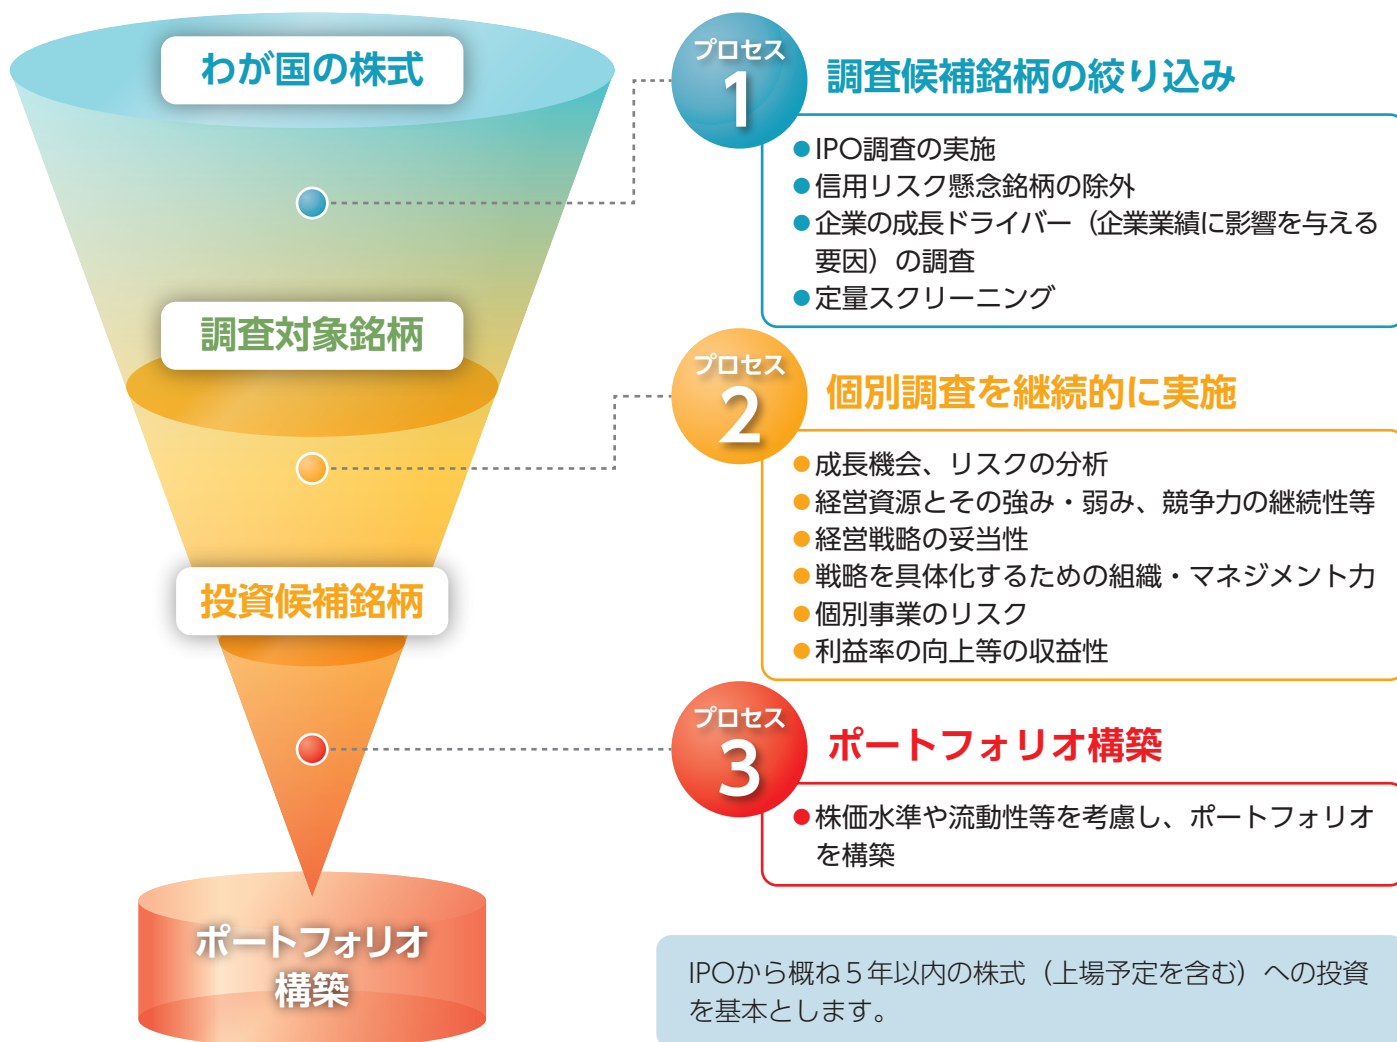 わが国の株式
調査対象銘柄
投資候補銘柄
ポートフォリオ
構築
プロセス
1
調査候補銘柄の絞り込み
●IPO調査の実施
●信用リスク懸念銘柄の除外
●企業の成長ドライバー（企業業績に影響を与える
要因）の調査
●定量スクリーニング
プロセス
2
個別調査を継続的に実施
●成長機会、リスクの分析
●経営資源とその強み・弱み、競争力の継続性等
●経営戦略の妥当性
●戦略を具体化するための組織・マネジメント力
●個別事業のリスク
●利益率の向上等の収益性
プロセス
3
ポートフォリオ構築
●株価水準や流動性等を考慮し、ポートフォリオ
を構築
IPOから概ね５年以内の株式（上場予定を含む）への投資
を基本とします。